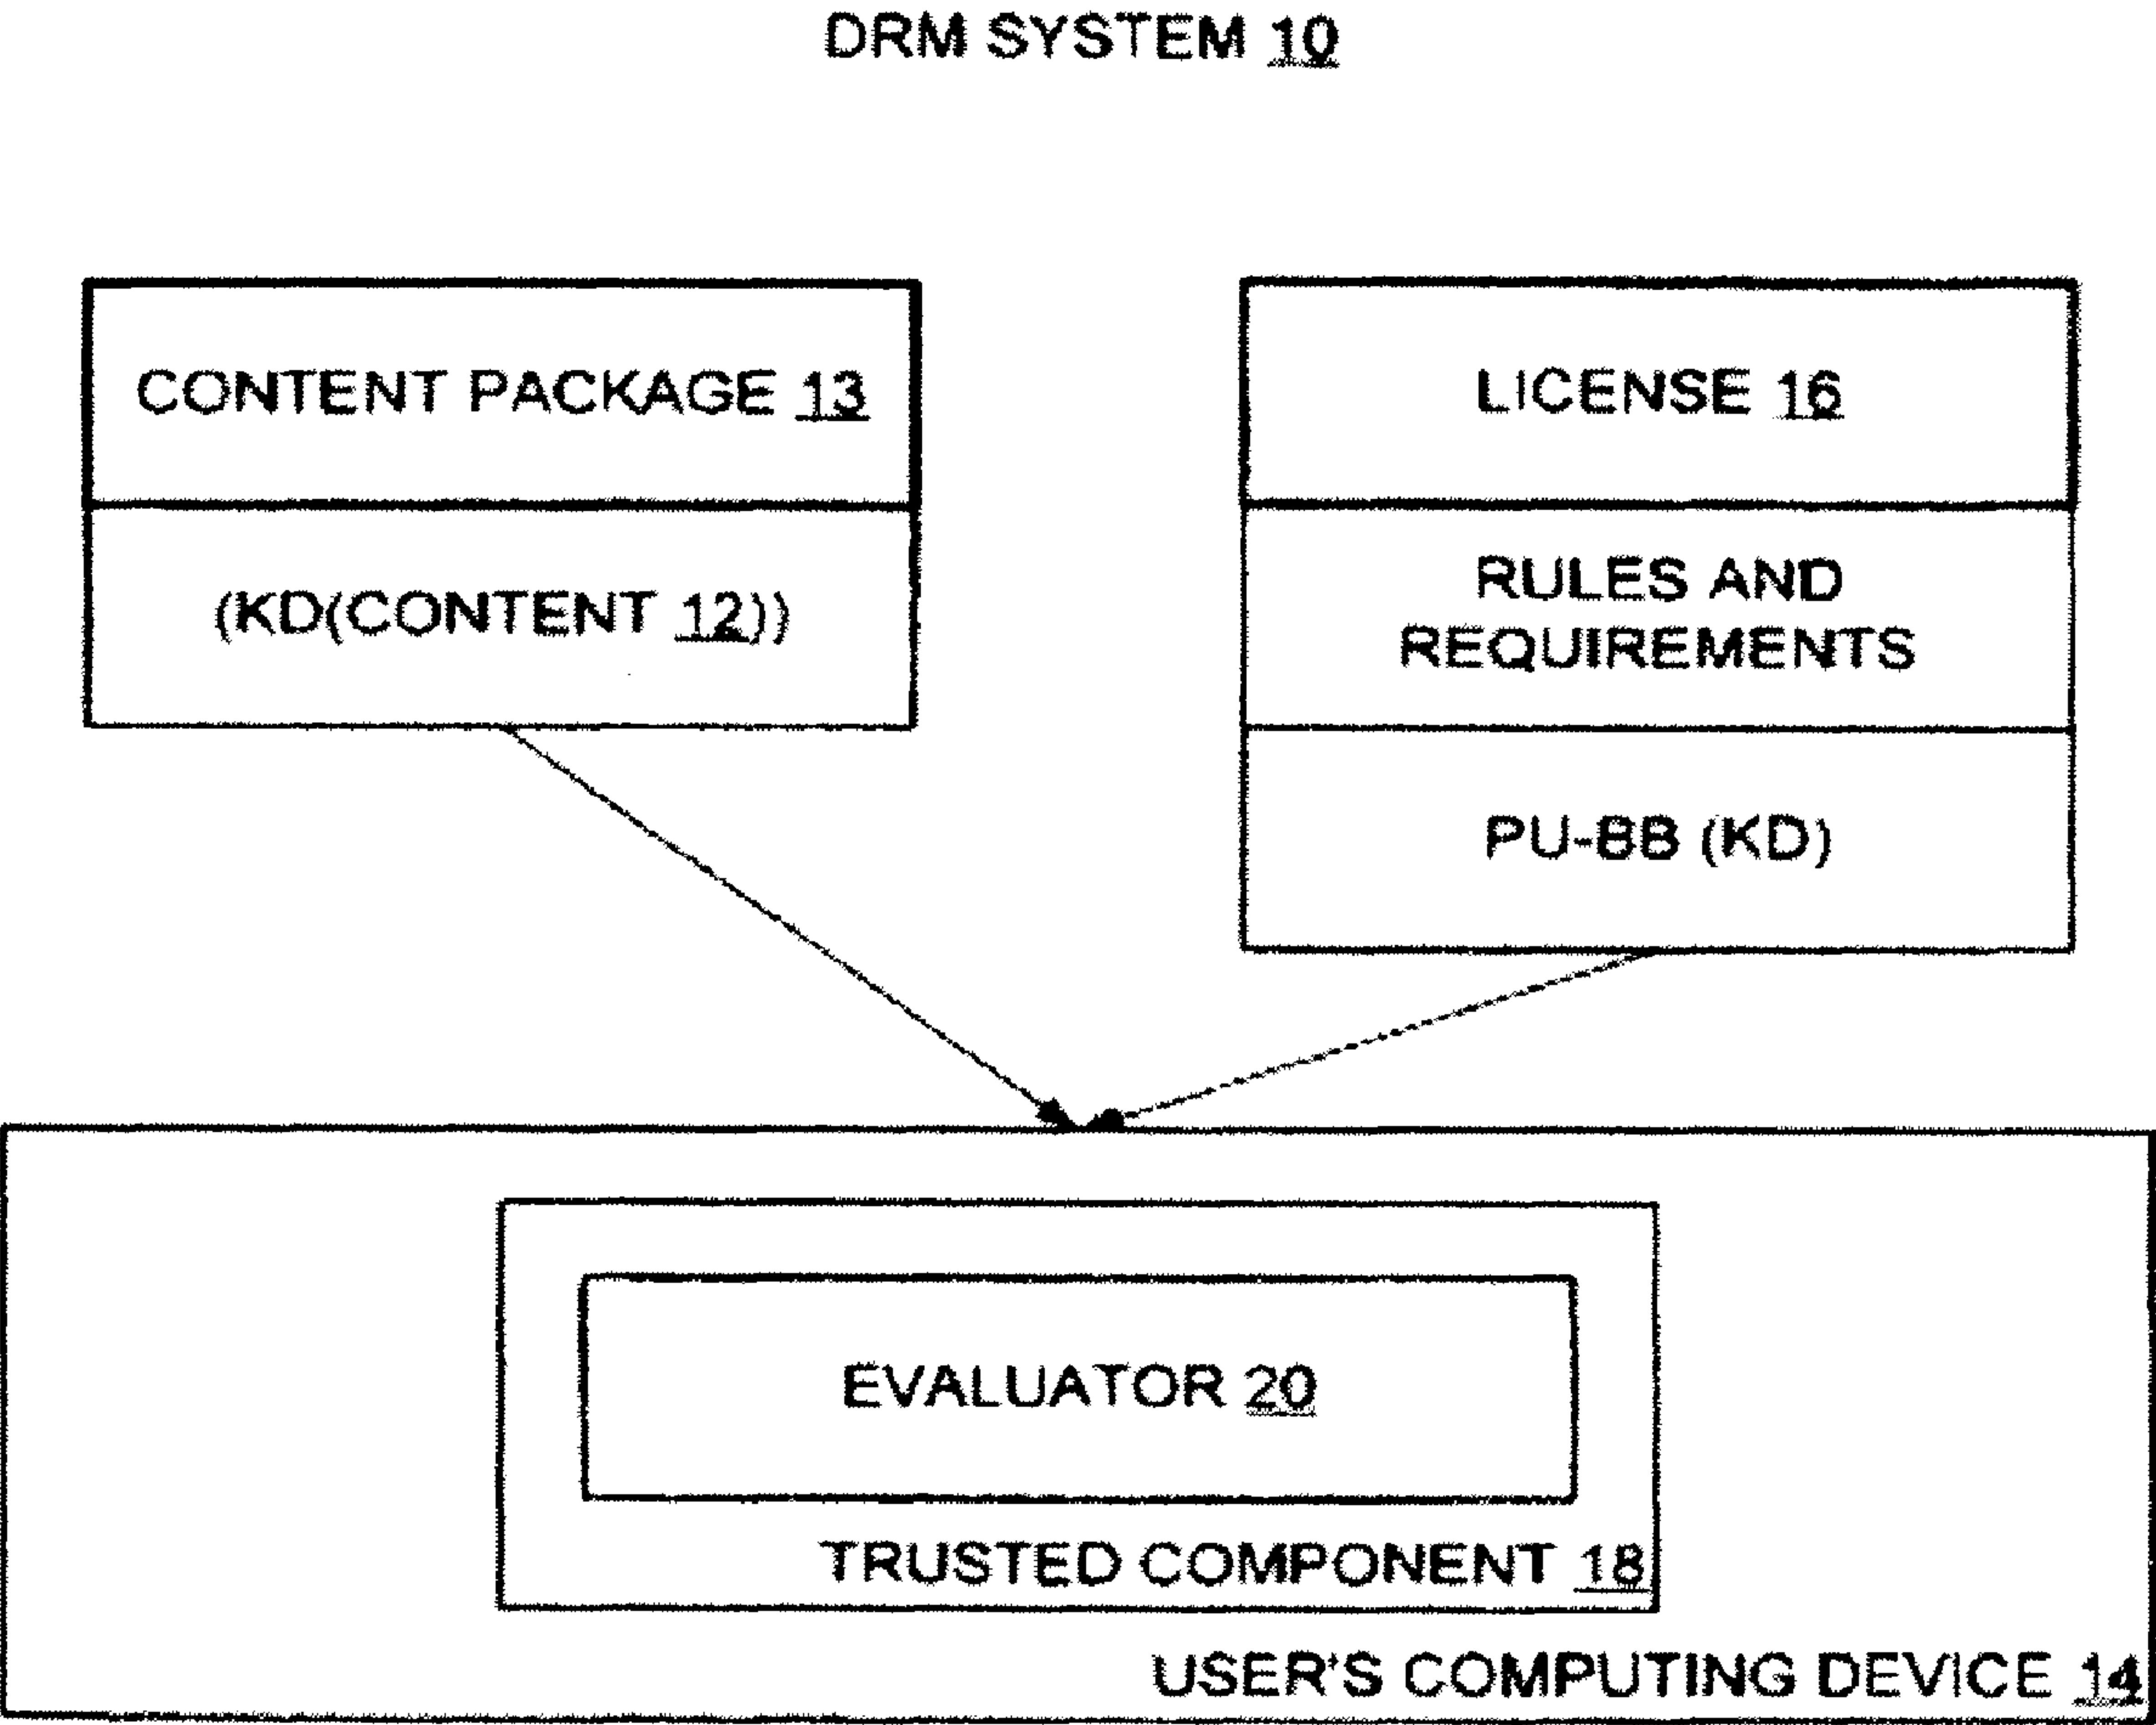 DRM SYSTEM 10
CONTENT PACKAGE 13
(KD(CONTENT 12))
LICENSE 16
RULES AND
REQUIREMENTS
PU-BB (KD)
EVALUATOR 20
TRUSTED COMPONENT 18
USER'S COMPUTING DEVICE 14